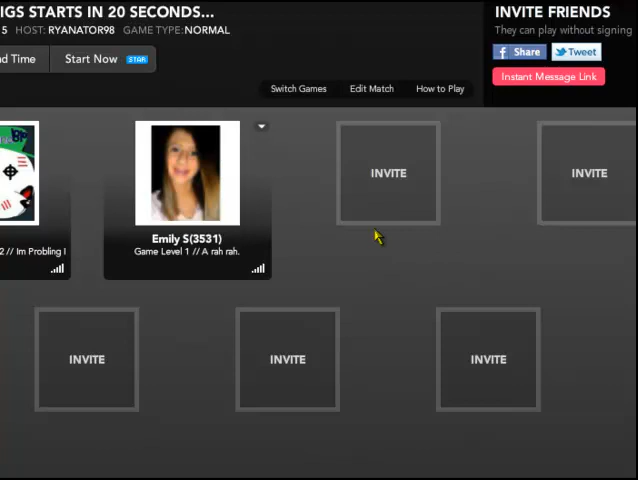 IGS STARTS IN 20 SECONDS...
5 HOST: RYANATOR98 GAME TYPE: NORMAL
d Time
Start Now STAR
Switch Games
Edit Match
How to Play
INVITE FRIENDS
They can play without signing
f Share
Tweet
Instant Message Link
INVITE
INVITE
2 // Im Probling I
Emily S(3531)
Game Level 1 // A rah rah.
INVITE
INVITE
INVITE